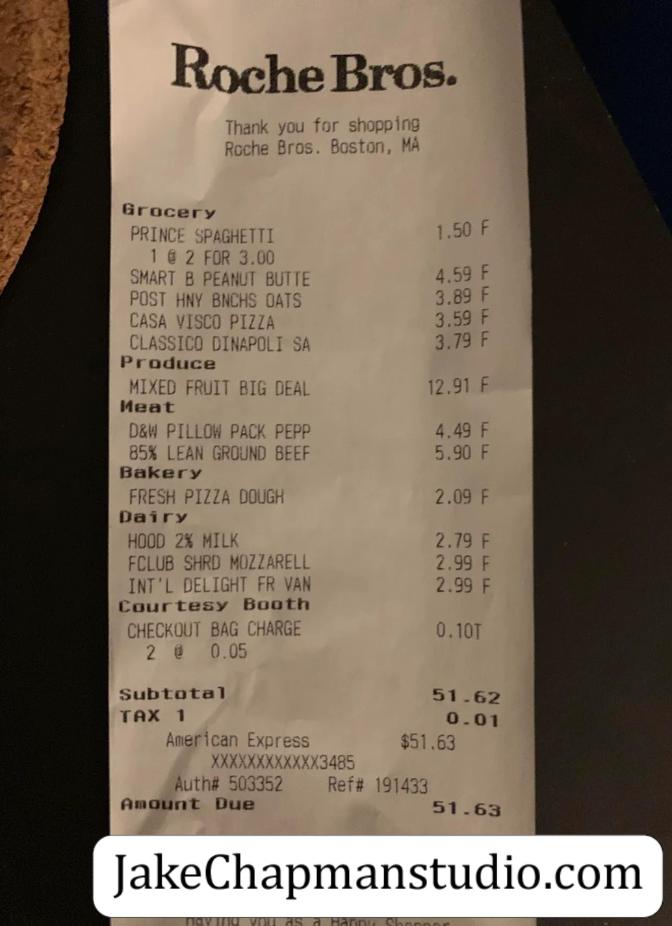 Roche Bros.
Thank you for shopping
Roche Bros. Boston, MA
Grocery
PRINCE SPAGHETTI 1.50 F
1 @ 2 FOR 3.00
SMART B PEANUT BUTTE 4.59 F
POST HNY BNCHS OATS 3.89 F
CASA VISCO PIZZA 3.59 F
CLASSICO DINAPOLI SA 3.79 F
Produce
MIXED FRUIT BIG DEAL 12.91 F
Meat
D&W PILLOW PACK PEPP 4.49 F
85% LEAN GROUND BEEF 5.90 F
Bakery
FRESH PIZZA DOUGH 2.09 F
Dairy
HOOD 2% MILK 2.79 F
FCLUB SHRD MOZZARELL 2.99 F
INT'L DELIGHT FR VAN 2.99 F
Courtesy Booth
CHECKOUT BAG CHARGE 0.10T
2 @ 0.05
Subtotal 51.62
TAX 1 0.01
American Express $51.63
XXXXXXXXXXXX3485
Auth# 503352 Ref# 191433
Amount Due 51.63
JakeChapmanstudio.com
having you as a Happy Shopper